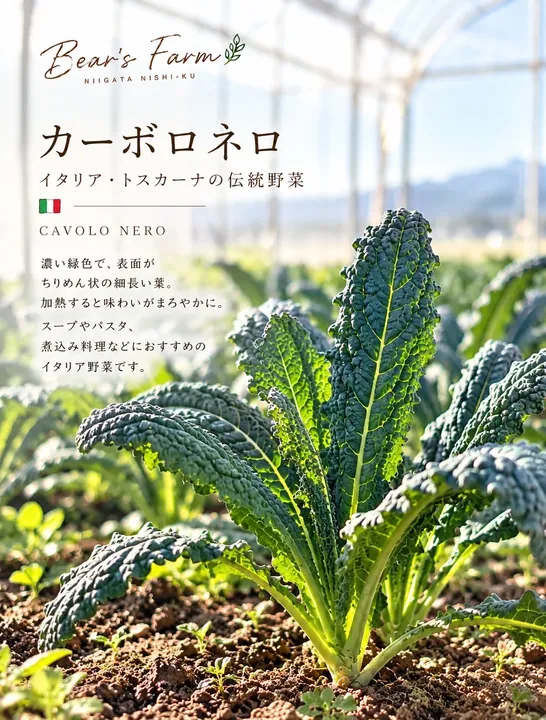 Bear's Farm
NIIGATA NISHI-KU
カーボロネロ
イタリア・トスカーナの伝統野菜
CAVOLO NERO
濃い緑色で、表面が
ちりめん状の細長い葉。
加熱すると味わいがまろやかに。
スープやパスタ、
煮込み料理などにおすすめの
イタリア野菜です。